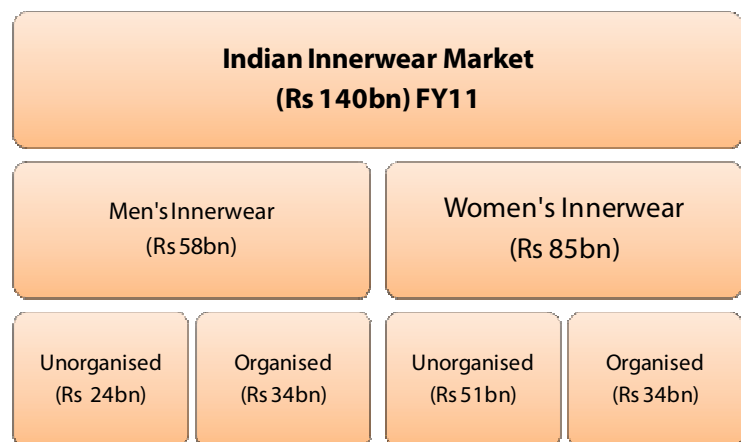 Indian Innerwear Market
(Rs 140bn) FY11
Men's Innerwear
(Rs 58bn)
Women's Innerwear
(Rs 85bn)
Unorganised
(Rs 24bn)
Organised
(Rs 34bn)
Unorganised
(Rs 51bn)
Organised
(Rs 34bn)